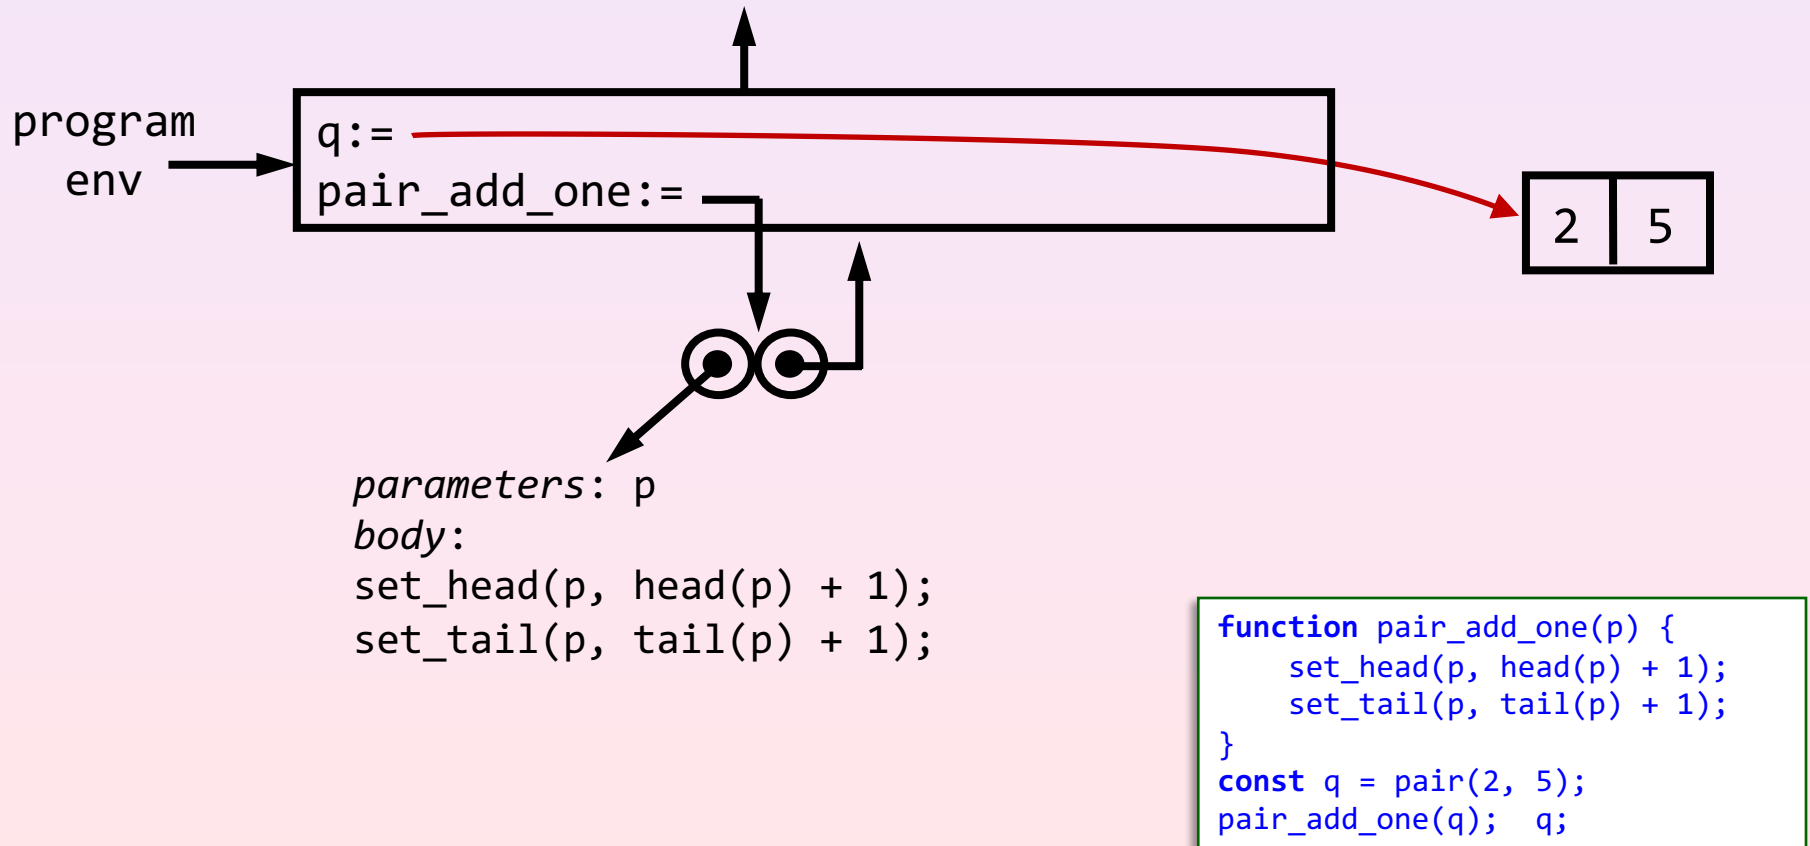 program
env
q:=
pair_add_one:=
2 5
parameters: p
body:
set_head(p, head(p) + 1);
set_tail(p, tail(p) + 1);
function pair_add_one(p) {
    set_head(p, head(p) + 1);
    set_tail(p, tail(p) + 1);
}
const q = pair(2, 5);
pair_add_one(q);  q;